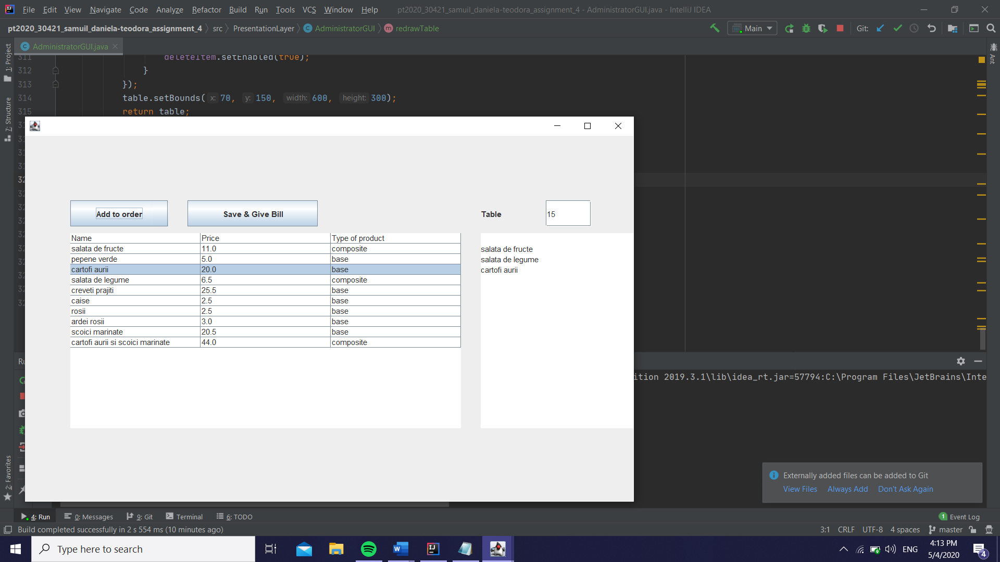 File Edit View Navigate Code Analyze Refactor Build Run Tools VCS Window Help pt2020_30421_samuil_daniela-teodora_assignment_4 - AdministratorGUI.java - IntelliJ IDEA
pt2020_30421_samuil_daniela-teodora_assignment_4 src PresentationLayer AdministratorGUI redrawTable Main Git:
1: Project
7: Structure
2: Favorites
Ant
AdministratorGUI.java
311 deleteItem.setEnabled(true);
312 }
313 });
314 table.setBounds( x: 70, y: 150, width: 600, height: 300);
315 return table;
Add to order Save & Give Bill Table 15
Name Price Type of product
salata de fructe 11.0 composite
pepene verde 5.0 base
cartofi aurii 20.0 base
salata de legume 6.5 composite
creveti prajiti 25.5 base
caise 2.5 base
rosii 2.5 base
ardei rosii 3.0 base
scoici marinate 20.5 base
cartofi aurii si scoici marinate 44.0 composite
salata de fructe
salata de legume
cartofi aurii
ition 2019.3.1\lib\idea_rt.jar=57794:C:\Program Files\JetBrains\Inte
Externally added files can be added to Git
View Files Always Add Don't Ask Again
4: Run 0: Messages 9: Git Terminal 6: TODO 1 Event Log
Build completed successfully in 2 s 554 ms (10 minutes ago) 3:1 CRLF UTF-8 4 spaces master
Type here to search ENG 4:13 PM
5/4/2020 4